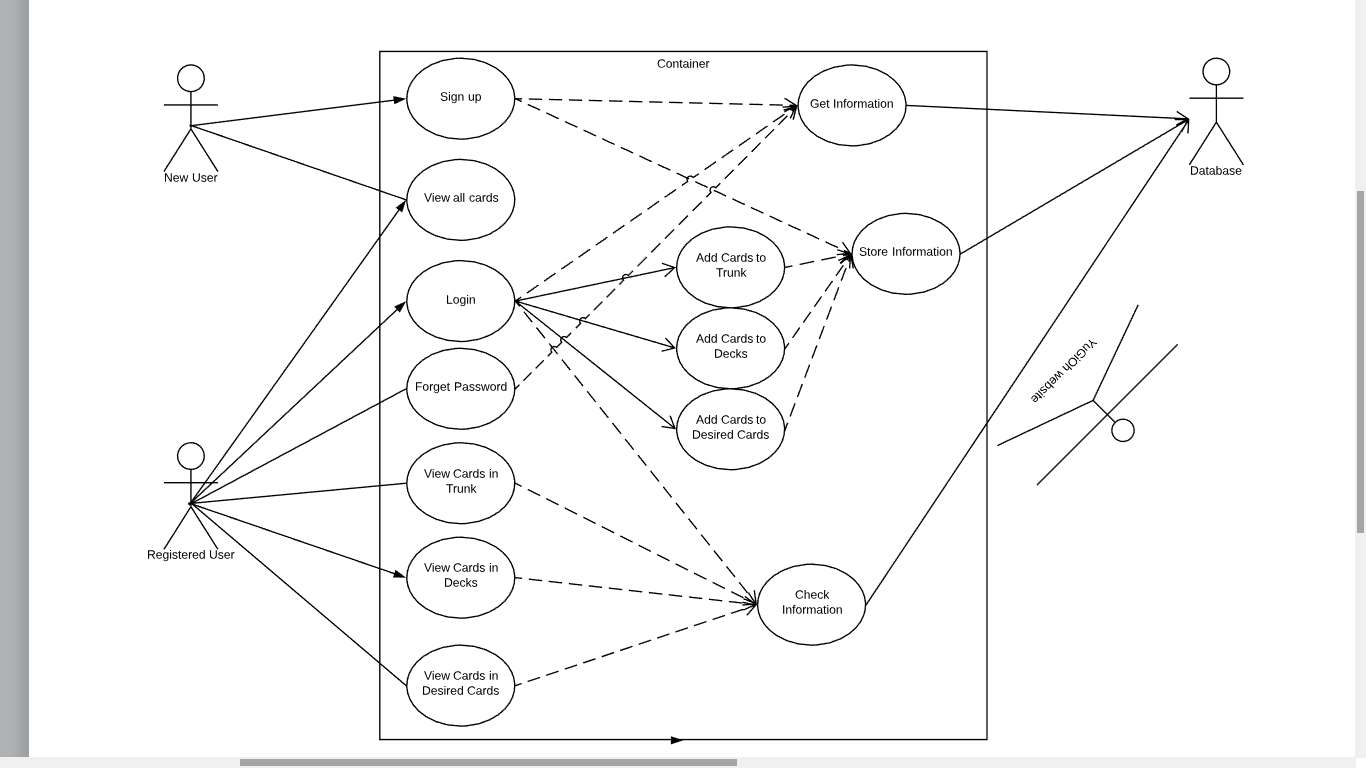 Container
Sign up
Get Information
New User
Database
View all cards
Store Information
Add Cards to
Trunk
Login
Add Cards to
Decks
YuGiOh website
Forget Password
Add Cards to
Desired Cards
View Cards in
Trunk
Registered User
View Cards in
Decks
Check
Information
View Cards in
Desired Cards